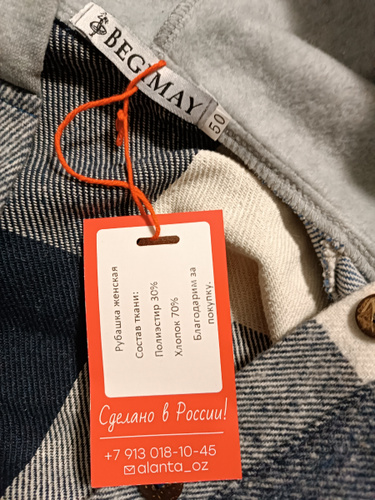 BEGIMAY
50
Рубашка женская
Состав ткани:
Полиэстир 30%
Хлопок 70%
Благодарим за
покупку.
Сделано в России!
+7 913 018-10-45
alanta_oz